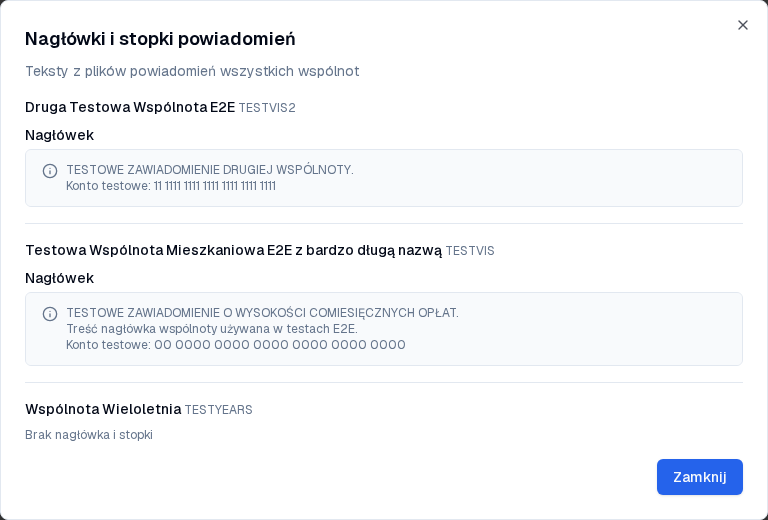 Nagłówki i stopki powiadomień
Teksty z plików powiadomień wszystkich wspólnot
Druga Testowa Wspólnota E2E TESTVIS2
Nagłówek
TESTOWE ZAWIADOMIENIE DRUGIEJ WSPÓLNOTY.
Konto testowe: 11 1111 1111 1111 1111 1111 1111
Testowa Wspólnota Mieszkaniowa E2E z bardzo długą nazwą TESTVIS
Nagłówek
TESTOWE ZAWIADOMIENIE O WYSOKOŚCI COMIESIĘCZNYCH OPŁAT.
Treść nagłówka wspólnoty używana w testach E2E.
Konto testowe: 00 0000 0000 0000 0000 0000 0000
Wspólnota Wieloletnia TESTYEARS
Brak nagłówka i stopki
Zamknij